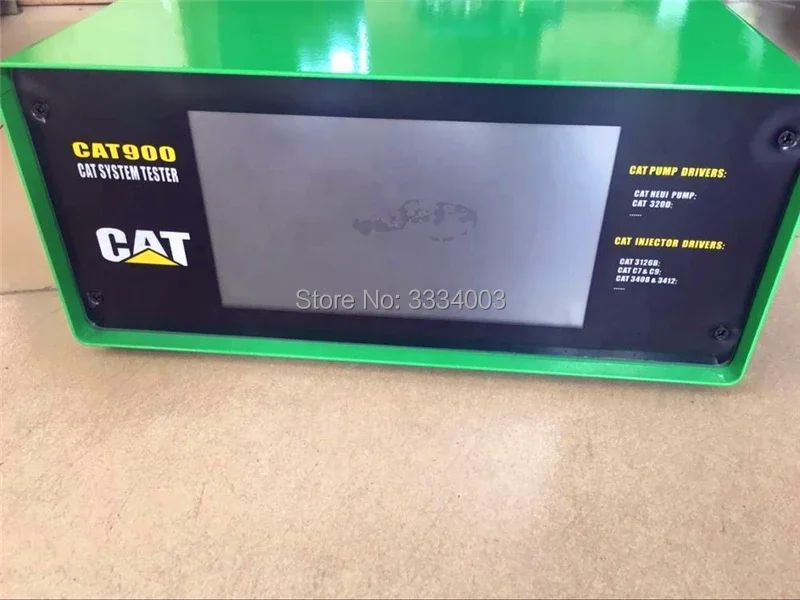 CAT900
CAT SYSTEM TESTER
CAT
Store No: 3334003
CAT PUMP DRIVERS:
CAT HEUI PUMP:
CAT 320D:
......
CAT INJECTOR DRIVERS:
CAT 3126B:
CAT C7 & C9:
CAT 3408 & 3412:
......